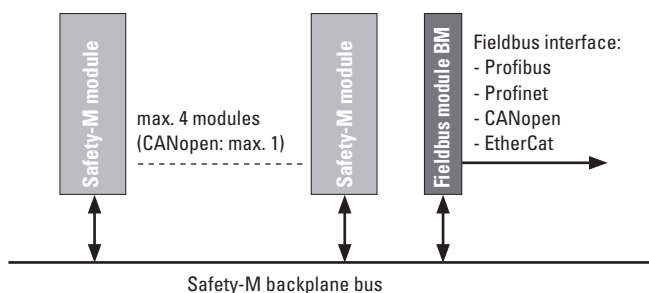 Safety-M module
max. 4 modules
(CANopen: max. 1)
Safety-M module
Fieldbus module BM
Fieldbus interface:
- Profibus
- Profinet
- CANopen
- EtherCat
Safety-M backplane bus